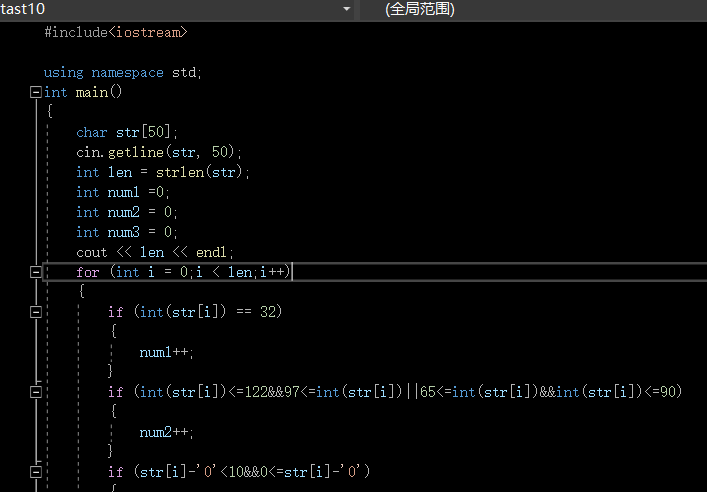 tast10 (全局范围)
#include<iostream>
using namespace std;
int main()
{
char str[50];
cin.getline(str, 50);
int len = strlen(str);
int num1 =0;
int num2 = 0;
int num3 = 0;
cout << len << endl;
for (int i = 0;i < len;i++)
{
if (int(str[i]) == 32)
{
num1++;
}
if (int(str[i])<=122&&97<=int(str[i])||65<=int(str[i])&&int(str[i])<=90)
{
num2++;
}
if (str[i]-'0'<10&&0<=str[i]-'0')
{